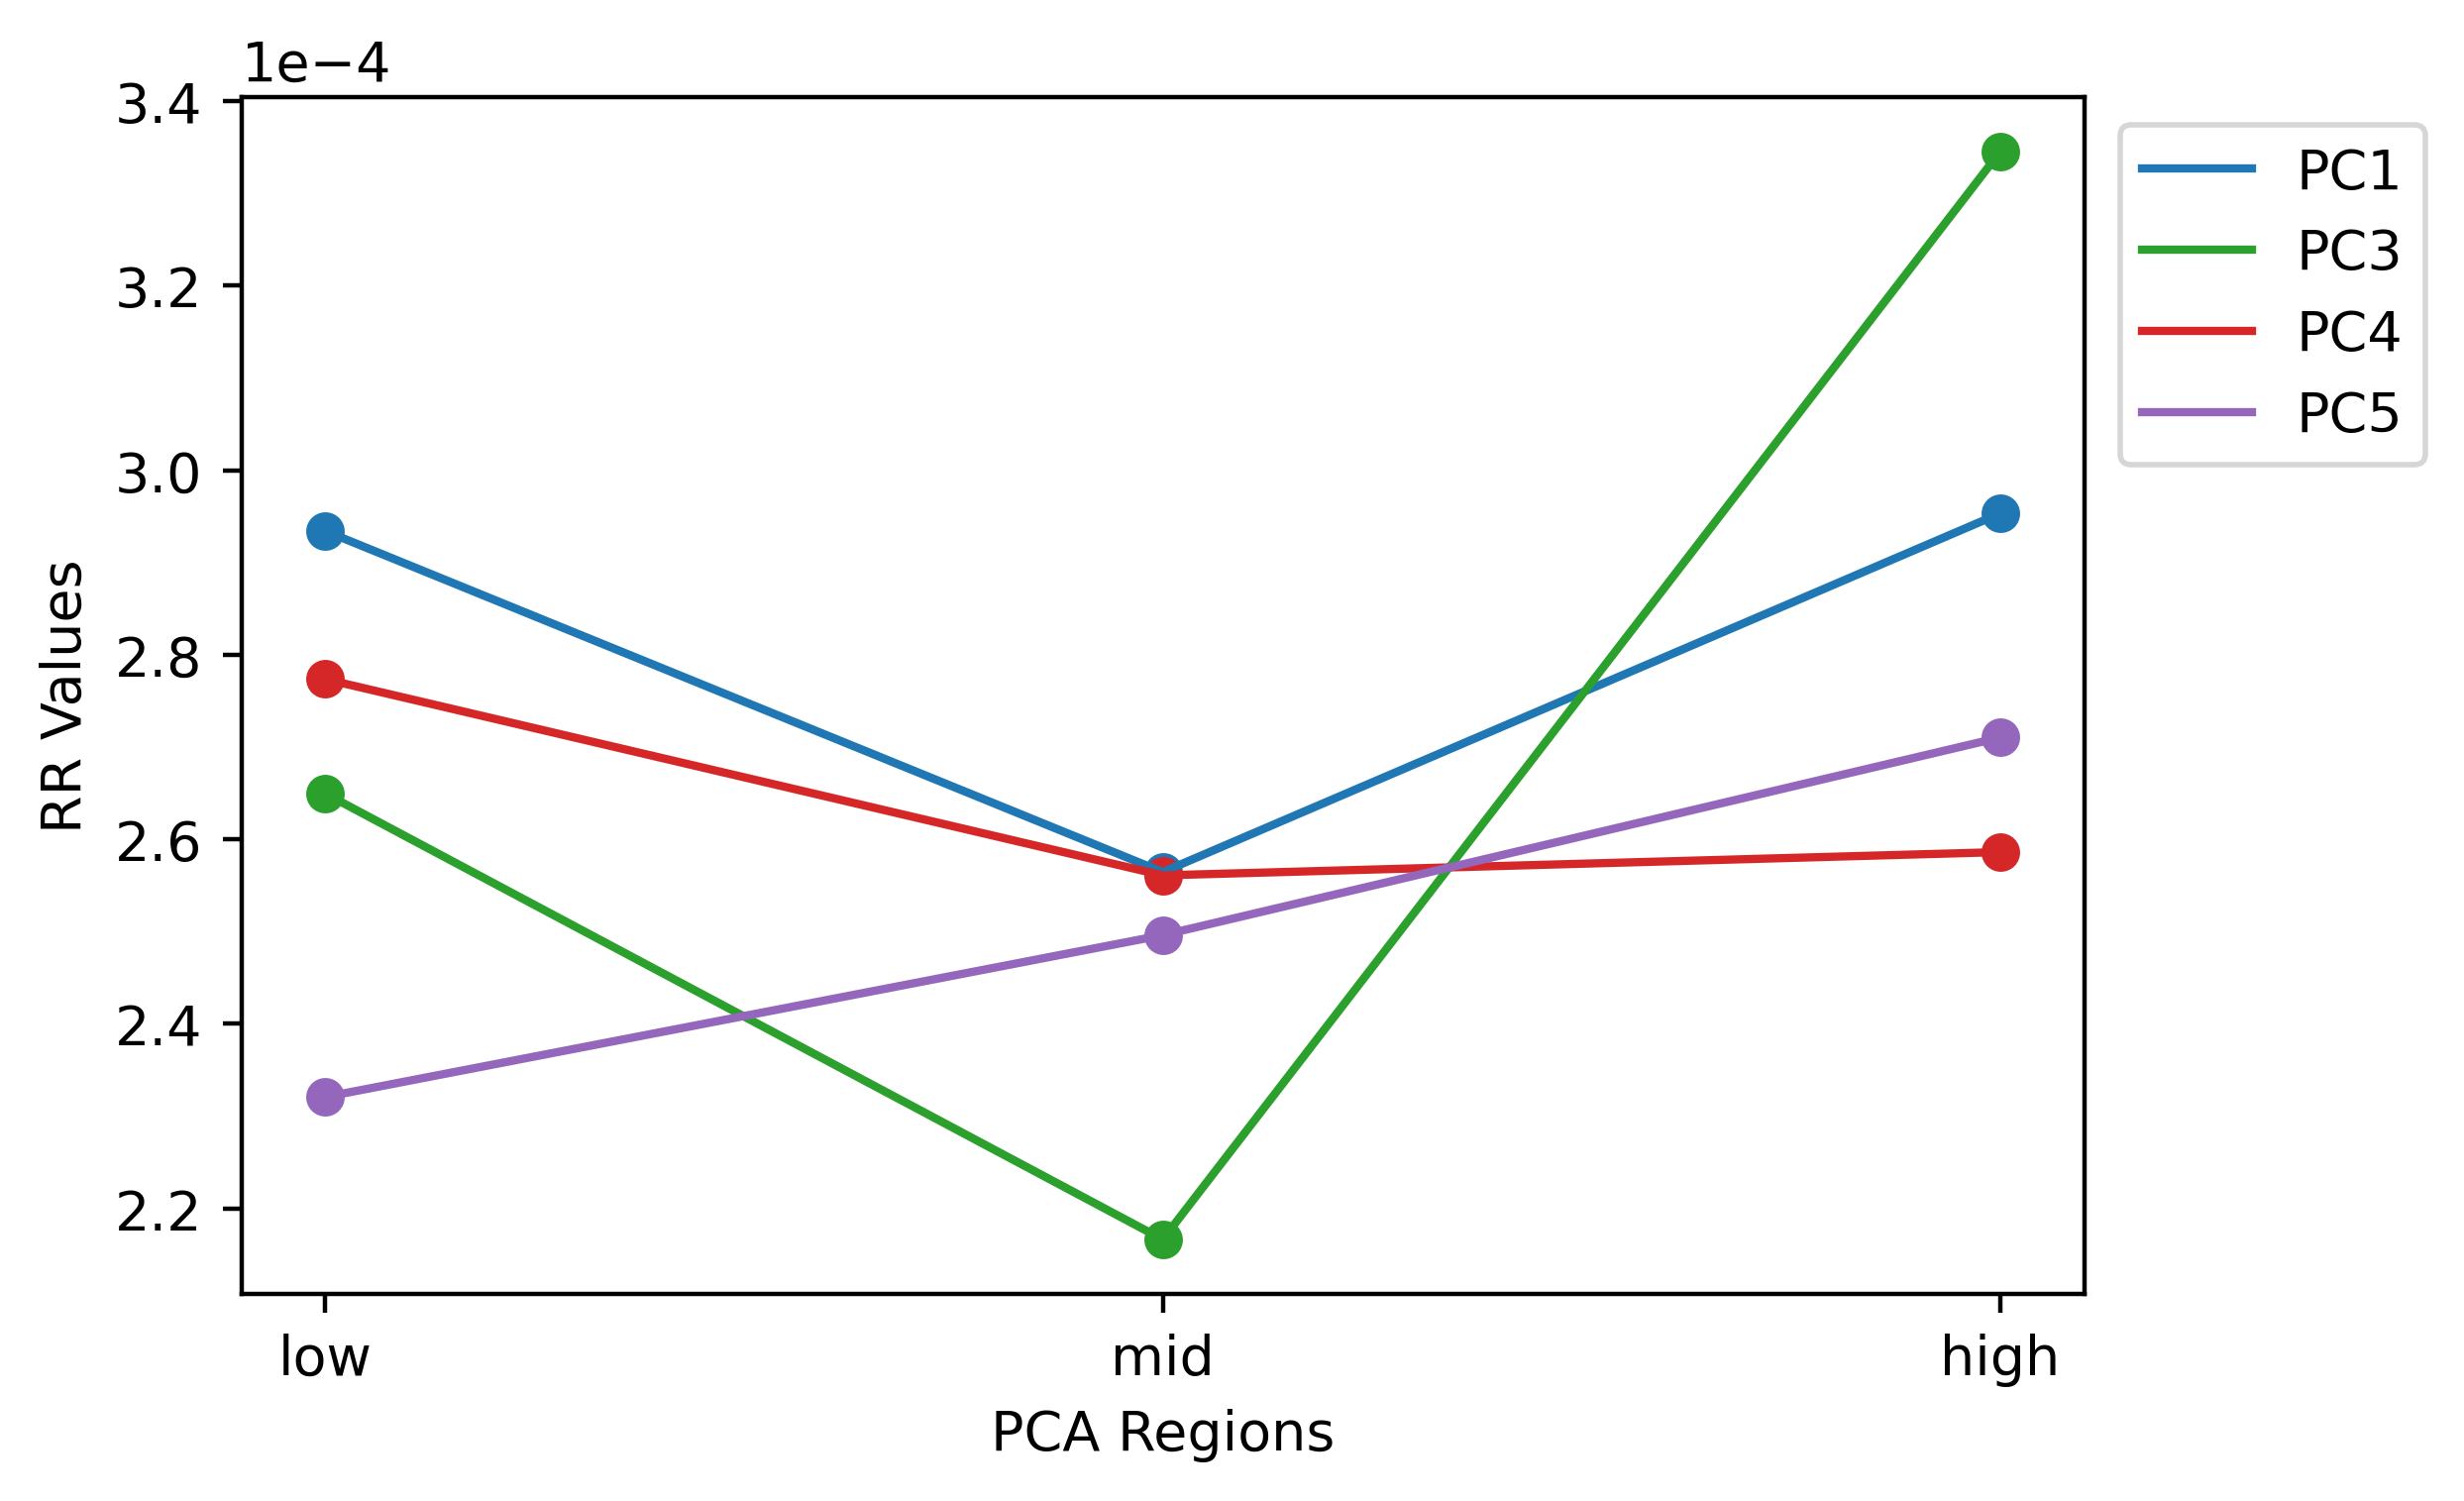 1e−4
3.4
3.2
3.0
2.8
2.6
2.4
2.2
RR Values
low
mid
high
PCA Regions
PC1
PC3
PC4
PC5